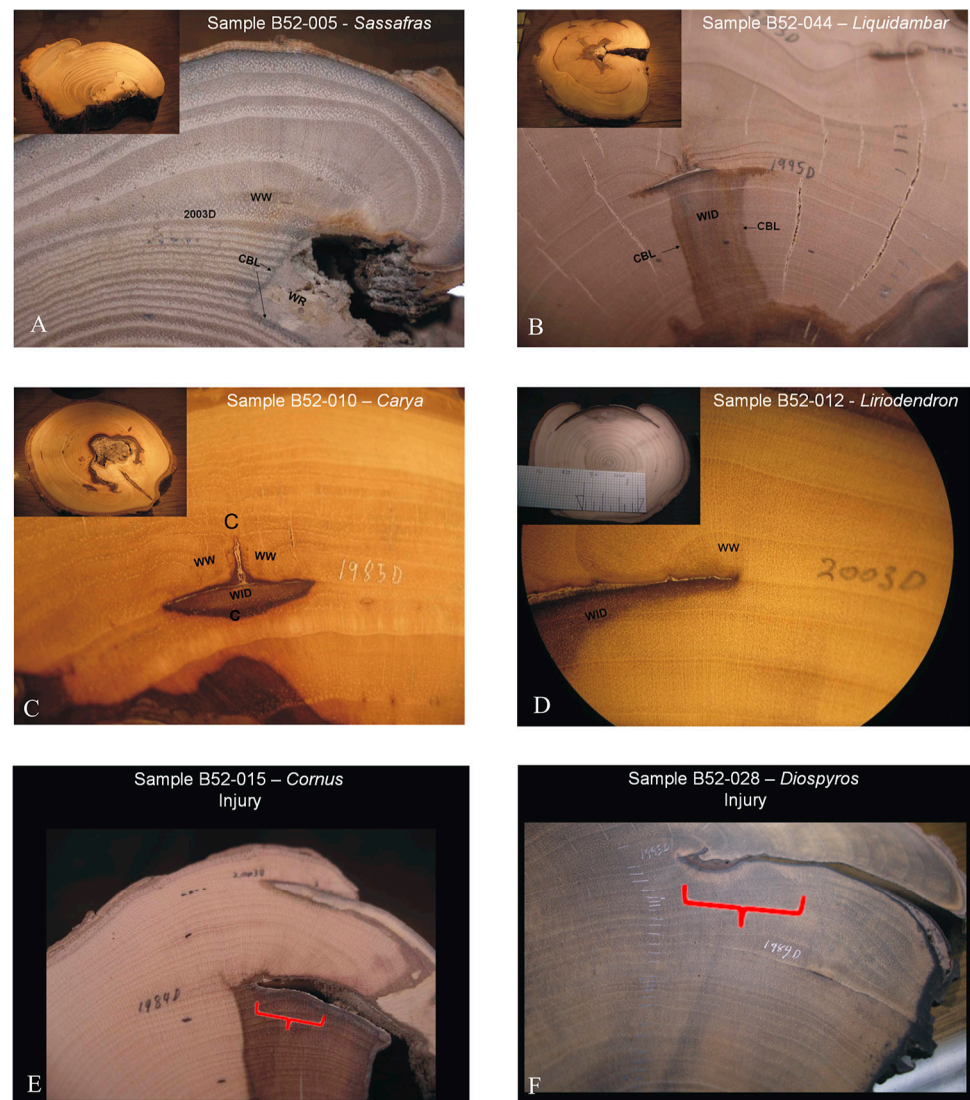 Sample B52-005 - Sassafras
WW
2003D
CBL
WR
A
Sample B52-044 – Liquidambar
1995D
WID
CBL
CBL
B
Sample B52-010 – Carya
C
WW
WW
1983D
WID
C
C
Sample B52-012 - Liriodendron
WW
2003D
WID
D
Sample B52-015 – Cornus
Injury
2003D
1984D
E
Sample B52-028 – Diospyros
Injury
1989D
F